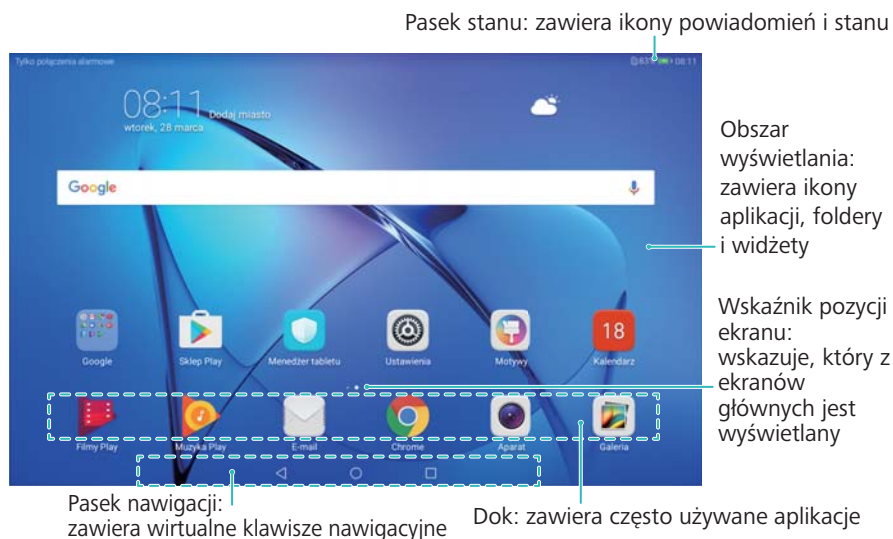 Pasek stanu: zawiera ikony powiadomień i stanu
Tylko połączenia alarmowe
83% 08:11
08:11 Dodaj miasto
wtorek, 28 marca
Google
Obszar
wyświetlania:
zawiera ikony
aplikacji, foldery
i widżety
18
Google Sklep Play Menedżer tabletu Ustawienia Motywy Kalendarz
Wskaźnik pozycji
ekranu:
wskazuje, który z
ekranów
głównych jest
wyświetlany
Filmy Play Muzyka Play E-mail Chrome Aparat Galeria
Pasek nawigacji:
zawiera wirtualne klawisze nawigacyjne
Dok: zawiera często używane aplikacje